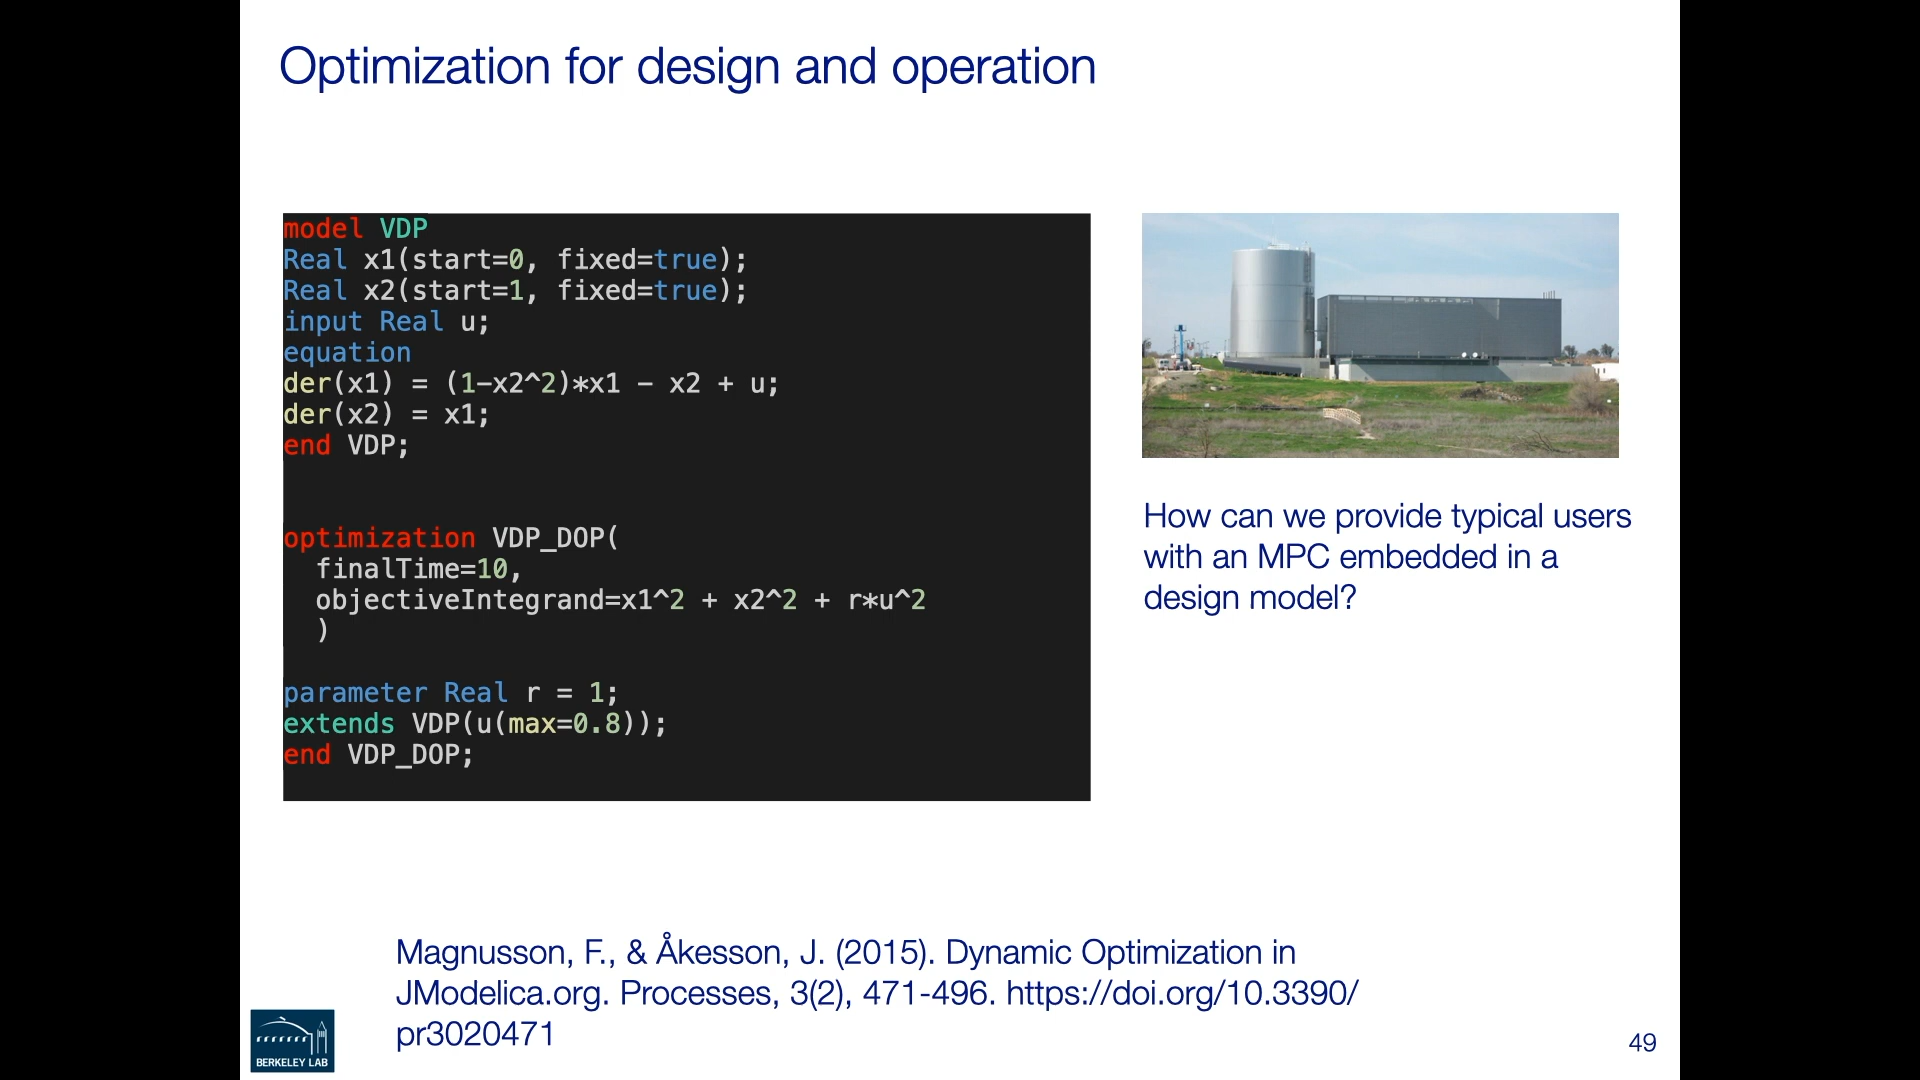 Optimization for design and operation
model VDP
Real x1(start=0, fixed=true);
Real x2(start=1, fixed=true);
input Real u;
equation
der(x1) = (1-x2^2)*x1 - x2 + u;
der(x2) = x1;
end VDP;
optimization VDP_DOP(
finalTime=10,
objectiveIntegrand=x1^2 + x2^2 + r*u^2
)
parameter Real r = 1;
extends VDP(u(max=0.8));
end VDP_DOP;
How can we provide typical users
with an MPC embedded in a
design model?
Magnusson, F., & Åkesson, J. (2015). Dynamic Optimization in
JModelica.org. Processes, 3(2), 471-496. https://doi.org/10.3390/
pr3020471
BERKELEY LAB
49